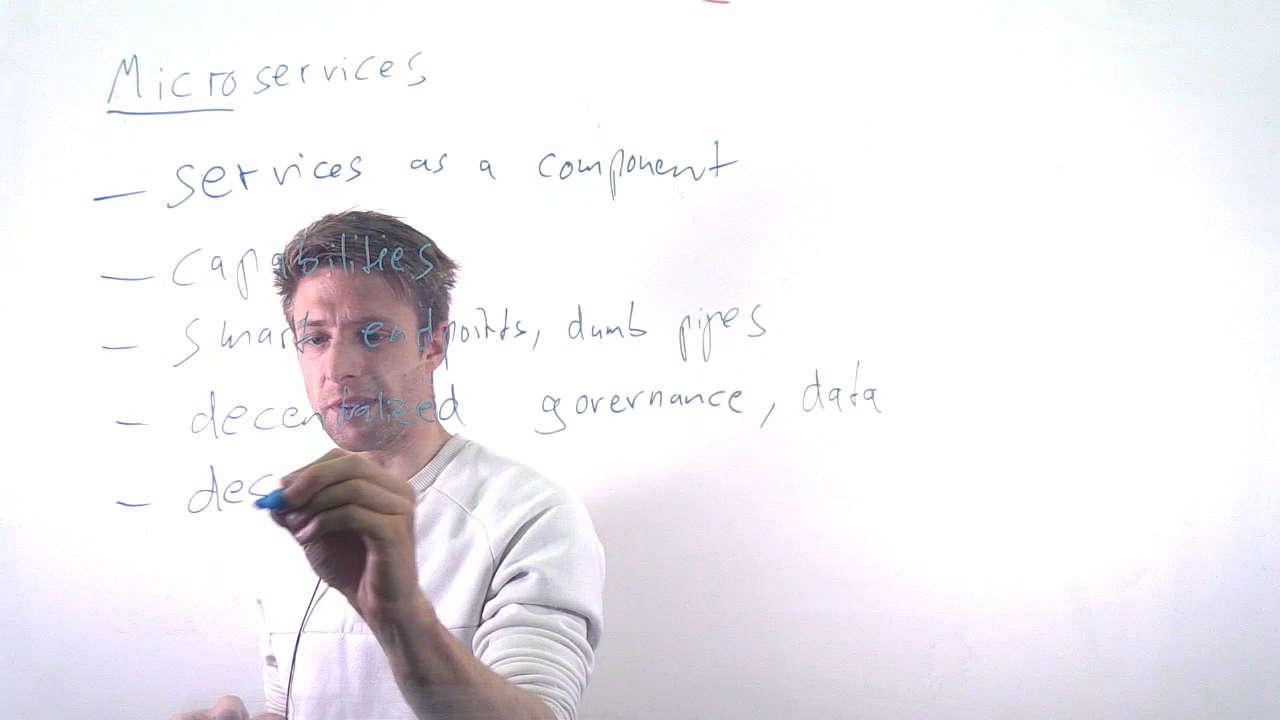 Microservices
— services as a component
— capabilities
— smart endpoints, dumb pipes
— decentralized governance, data
— des